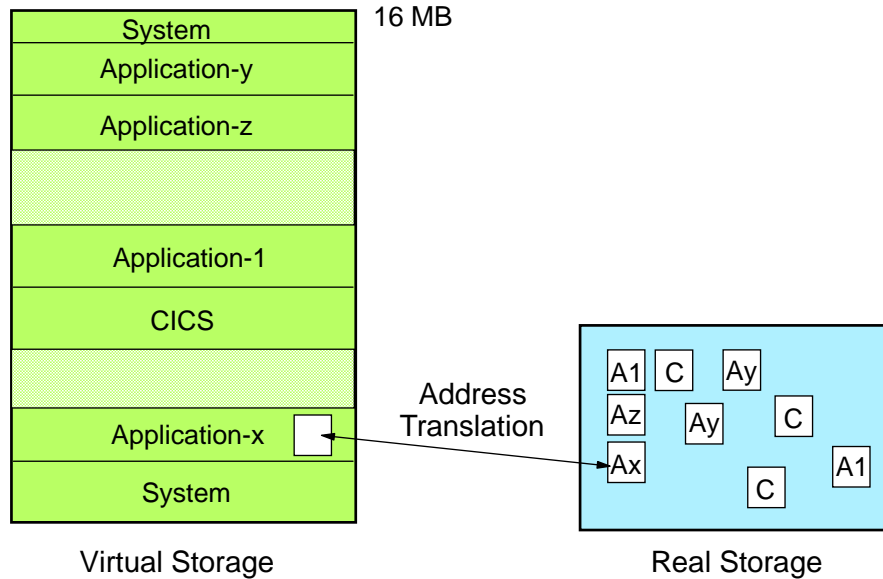 System
16 MB
Application-y
Application-z
Application-1
CICS
Application-x
System
Address
Translation
A1
C
Ay
Az
Ay
C
Ax
C
A1
Virtual Storage
Real Storage